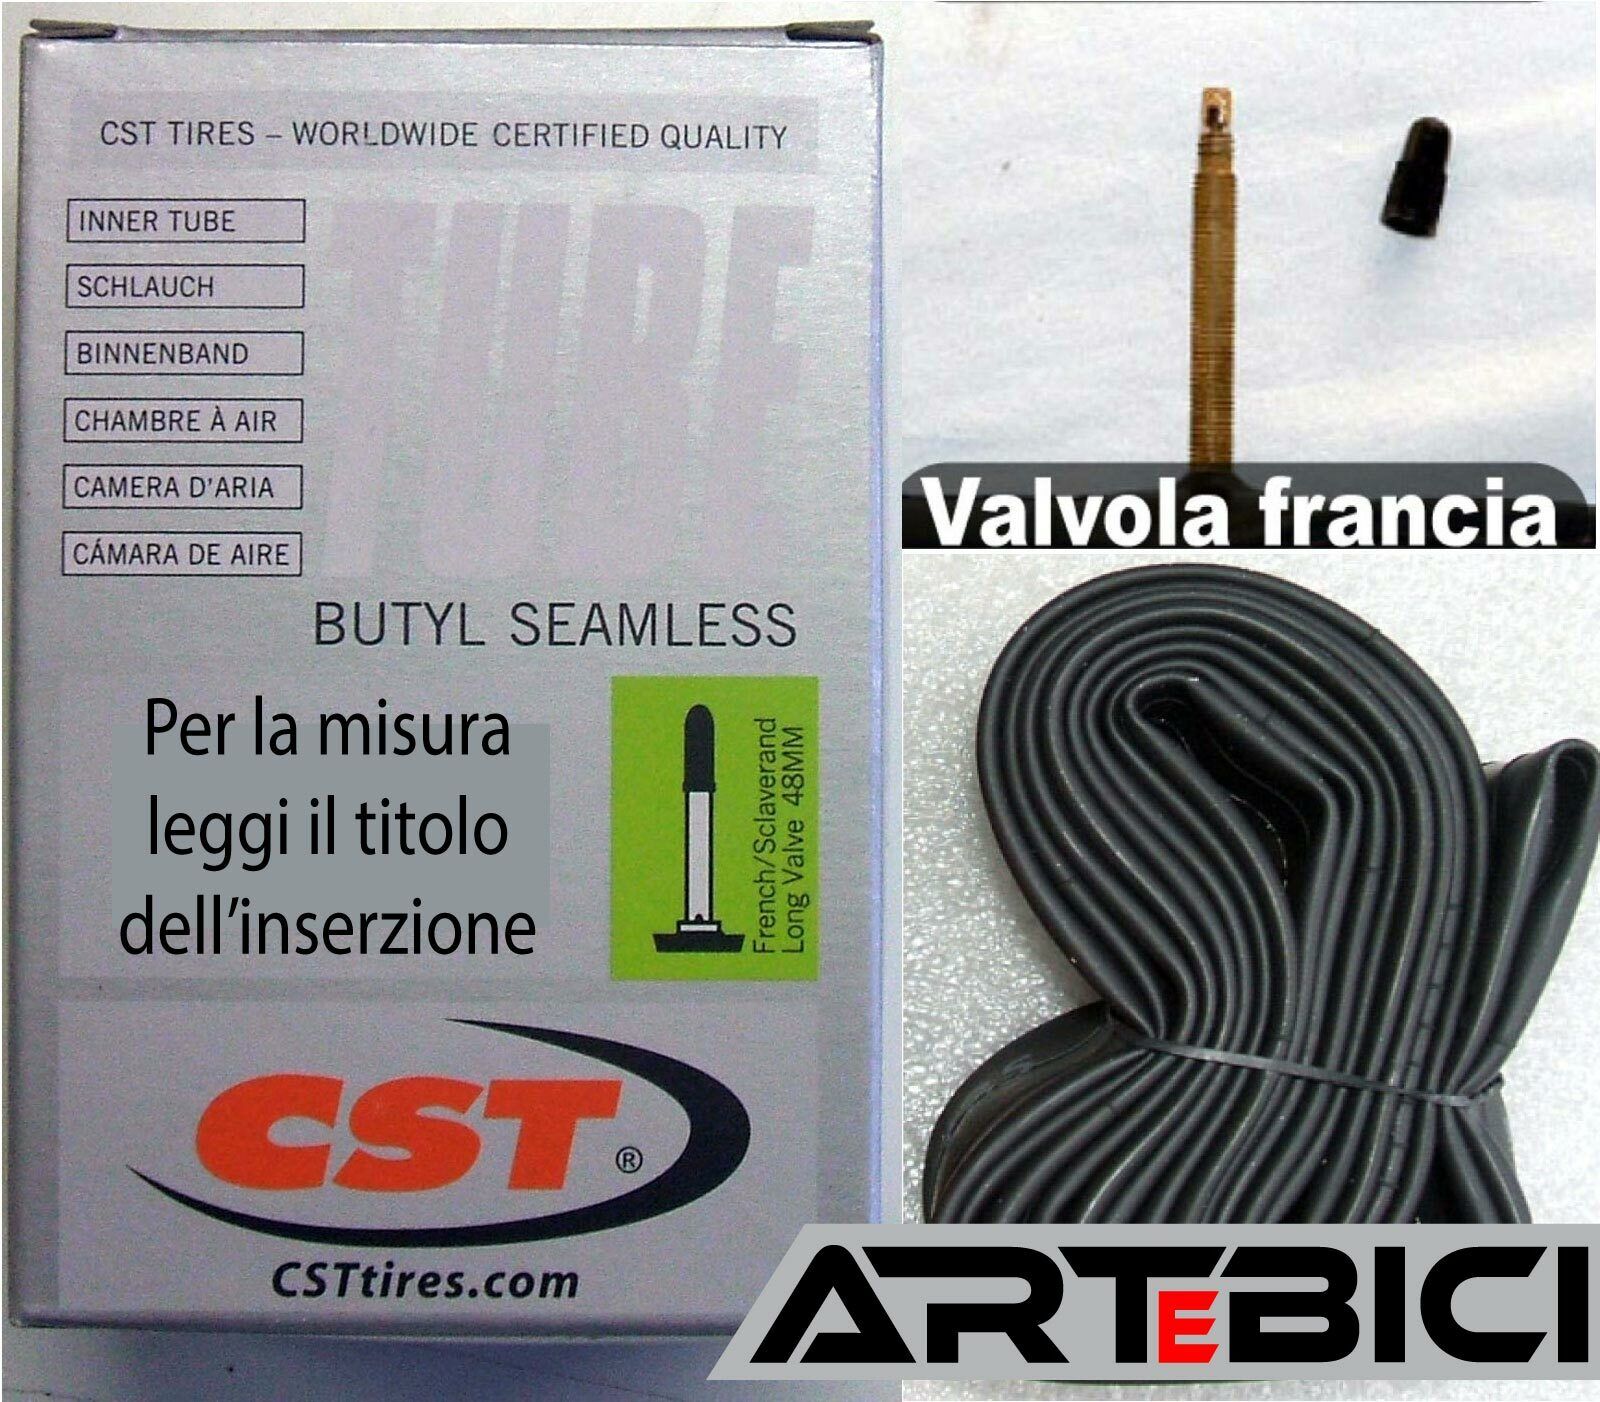 CST TIRES – WORLDWIDE CERTIFIED QUALITY
TUBE
INNER TUBE
SCHLAUCH
BINNENBAND
CHAMBRE À AIR
CAMERA D'ARIA
CÁMARA DE AIRE
BUTYL SEAMLESS
Per la misura
leggi il titolo
dell'inserzione
French/Sclaverand
Long Valve 48MM
CST®
CSTtires.com
Valvola francia
ARTEBICI